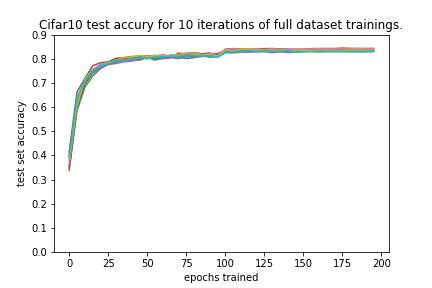 Cifar10 test accury for 10 iterations of full dataset trainings.
0.9
0.8
0.7
0.6
0.5
0.4
0.3
0.2
0.1
0.0
test set accuracy
0 25 50 75 100 125 150 175 200
epochs trained